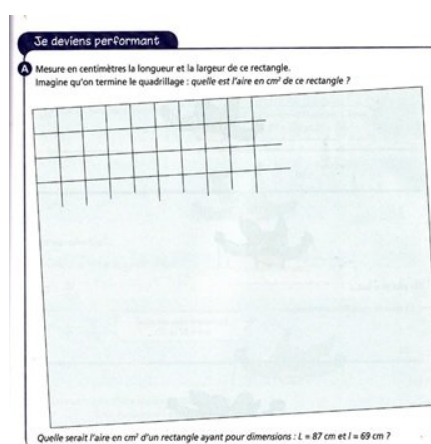 Je deviens performant
A Mesure en centimètres la longueur et la largeur de ce rectangle.
Imagine qu'on termine le quadrillage : quelle est l'aire en cm² de ce rectangle ?
Quelle serait l'aire en cm² d'un rectangle ayant pour dimensions : L = 87 cm et l = 69 cm ?